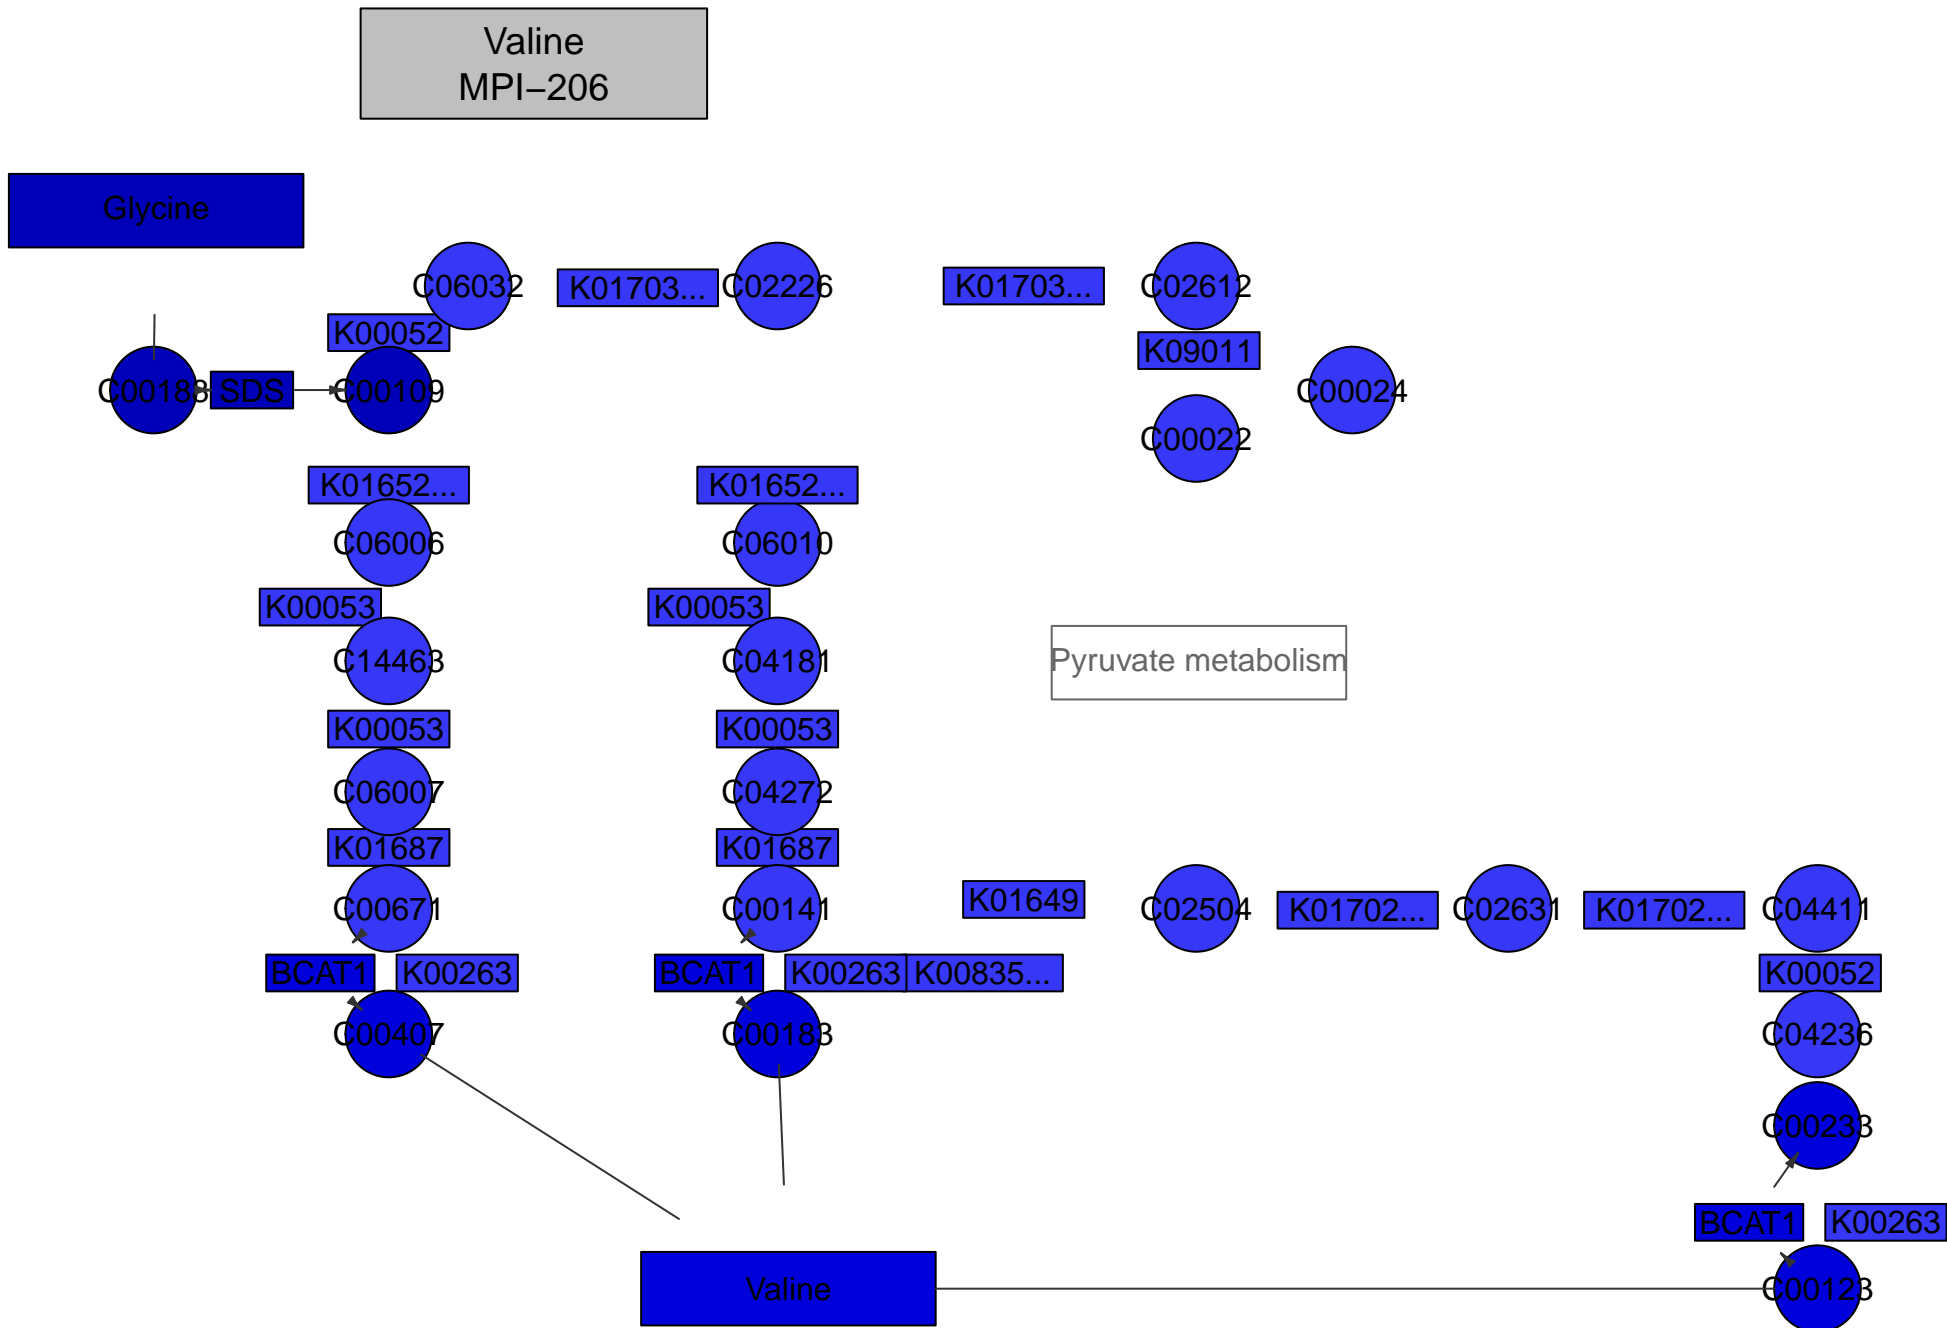 Valine
MPI−206
Glycine
C06032
K01703...
C02226
K01703...
C02612
K00052
K09011
C00188
SDS
C00109
C00024
C00022
K01652...
K01652...
C06006
C06010
K00053
K00053
C14463
C04181
Pyruvate metabolism
K00053
K00053
C06007
C04272
K01687
K01687
C00671
C00141
K01649
C02504
K01702...
C02631
K01702...
C04411
BCAT1
K00263
BCAT1
K00263
K00835...
K00052
C00407
C00183
C04236
C00233
BCAT1
K00263
Valine
C00123